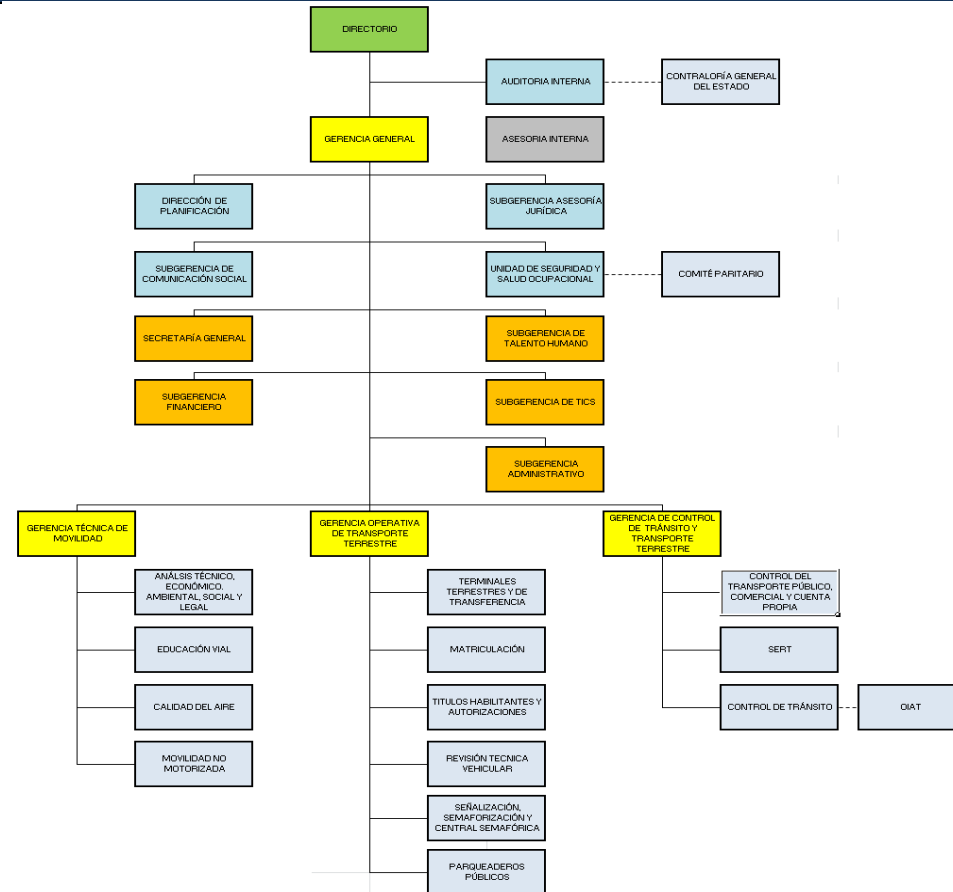 DIRECTORIO
AUDITORIA INTERNA
CONTRALORÍA GENERAL
DEL ESTADO
GERENCIA GENERAL
ASESORIA INTERNA
DIRECCIÓN DE
PLANIFICACIÓN
SUBGERENCIA ASESORÍA
JURÍDICA
SUBGERENCIA DE
COMUNICACIÓN SOCIAL
UNIDAD DE SEGURIDAD Y
SALUD OCUPACIONAL
COMITÉ PARITARIO
SECRETARÍA GENERAL
SUBGERENCIA DE
TALENTO HUMANO
SUBGERENCIA
FINANCIERO
SUBGERENCIA DE TICS
SUBGERENCIA
ADMINISTRATIVO
GERENCIA TÉCNICA DE
MOVILIDAD
GERENCIA OPERATIVA
DE TRANSPORTE
TERRESTRE
GERENCIA DE CONTROL
DE TRÁNSITO Y
TRANSPORTE
TERRESTRE
ANÁLSIS TÉCNICO,
ECONÓMICO.
AMBIENTAL, SOCIAL Y
LEGAL
TERMINALES
TERRESTRES Y DE
TRANSFERENCIA
CONTROL DEL
TRANSPORTE PÚBLICO,
COMERCIAL Y CUENTA
PROPIA
EDUCACIÓN VIAL
MATRICULACIÓN
SERT
CALIDAD DEL AIRE
TITULOS HABILITANTES Y
AUTORIZACIONES
CONTROL DE TRÁNSITO
OIAT
MOVILIDAD NO
MOTORIZADA
REVISIÓN TECNICA
VEHICULAR
SEÑALIZACIÓN,
SEMAFORIZACIÓN Y
CENTRAL SEMAFÓRICA
PARQUEADEROS
PÚBLICOS